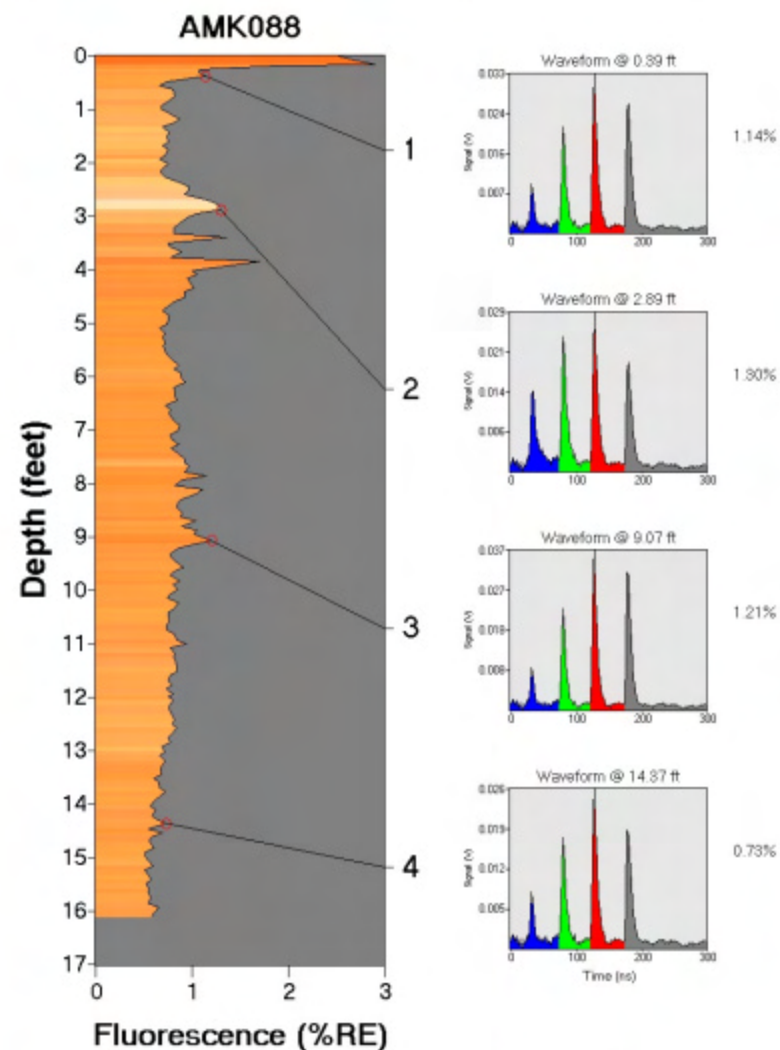 AMK088
0
1
2
3
4
5
6
7
8
9
10
11
12
13
14
15
16
17
Depth (feet)
0 1 2 3
Fluorescence (%RE)
1
2
3
4
Waveform @ 0.39 ft
0.033
0.024
0.016
0.007
Signal (V)
0 100 200 300
1.14%
Waveform @ 2.89 ft
0.029
0.021
0.014
0.006
Signal (V)
0 100 200 300
1.30%
Waveform @ 9.07 ft
0.037
0.027
0.018
0.008
Signal (V)
0 100 200 300
1.21%
Waveform @ 14.37 ft
0.026
0.019
0.012
0.005
Signal (V)
0 100 200 300
Time (ns)
0.73%